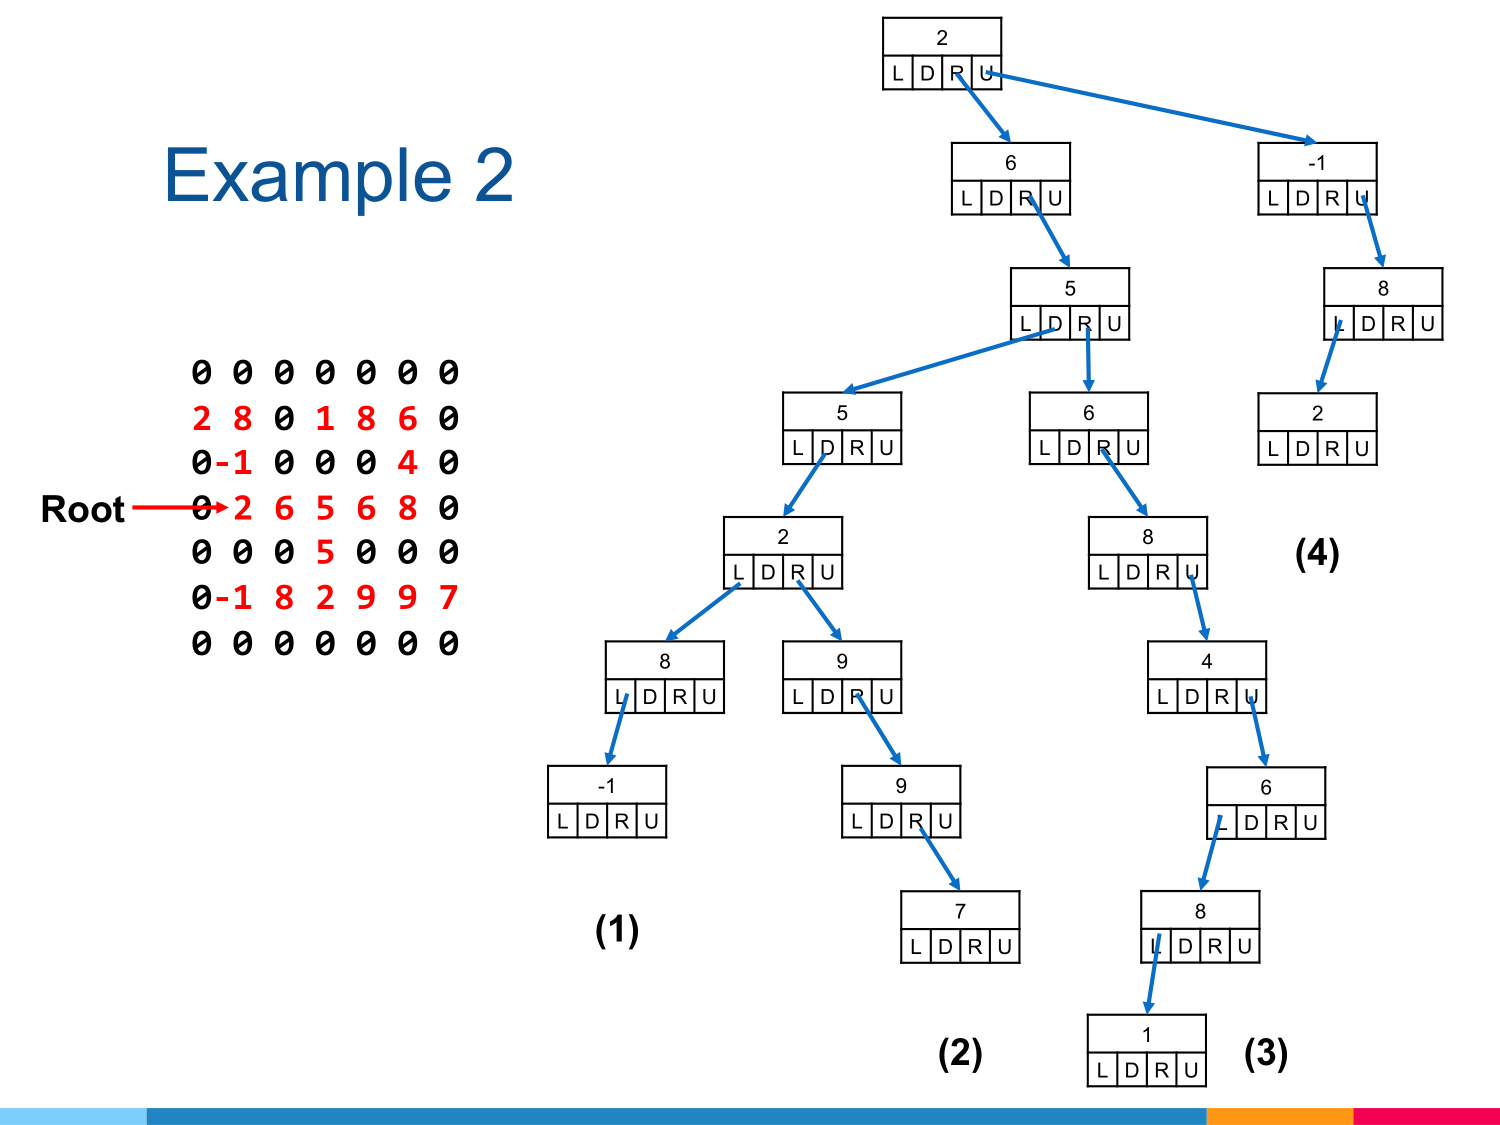 Example 2
0 0 0 0 0 0 0
2 8 0 1 8 6 0
0 -1 0 0 0 4 0
Root 0 2 6 5 6 8 0
0 0 0 5 0 0 0
0 -1 8 2 9 9 7
0 0 0 0 0 0 0
2
L D R U
6 -1
L D R U L D R U
5 8
L D R U L D R U
5 6 2
L D R U L D R U L D R U
2 8 (4)
L D R U L D R U
8 9 4
L D R U L D R U L D R U
-1 9 6
L D R U L D R U L D R U
(1) 7 8
L D R U L D R U
(2) 1 (3)
L D R U